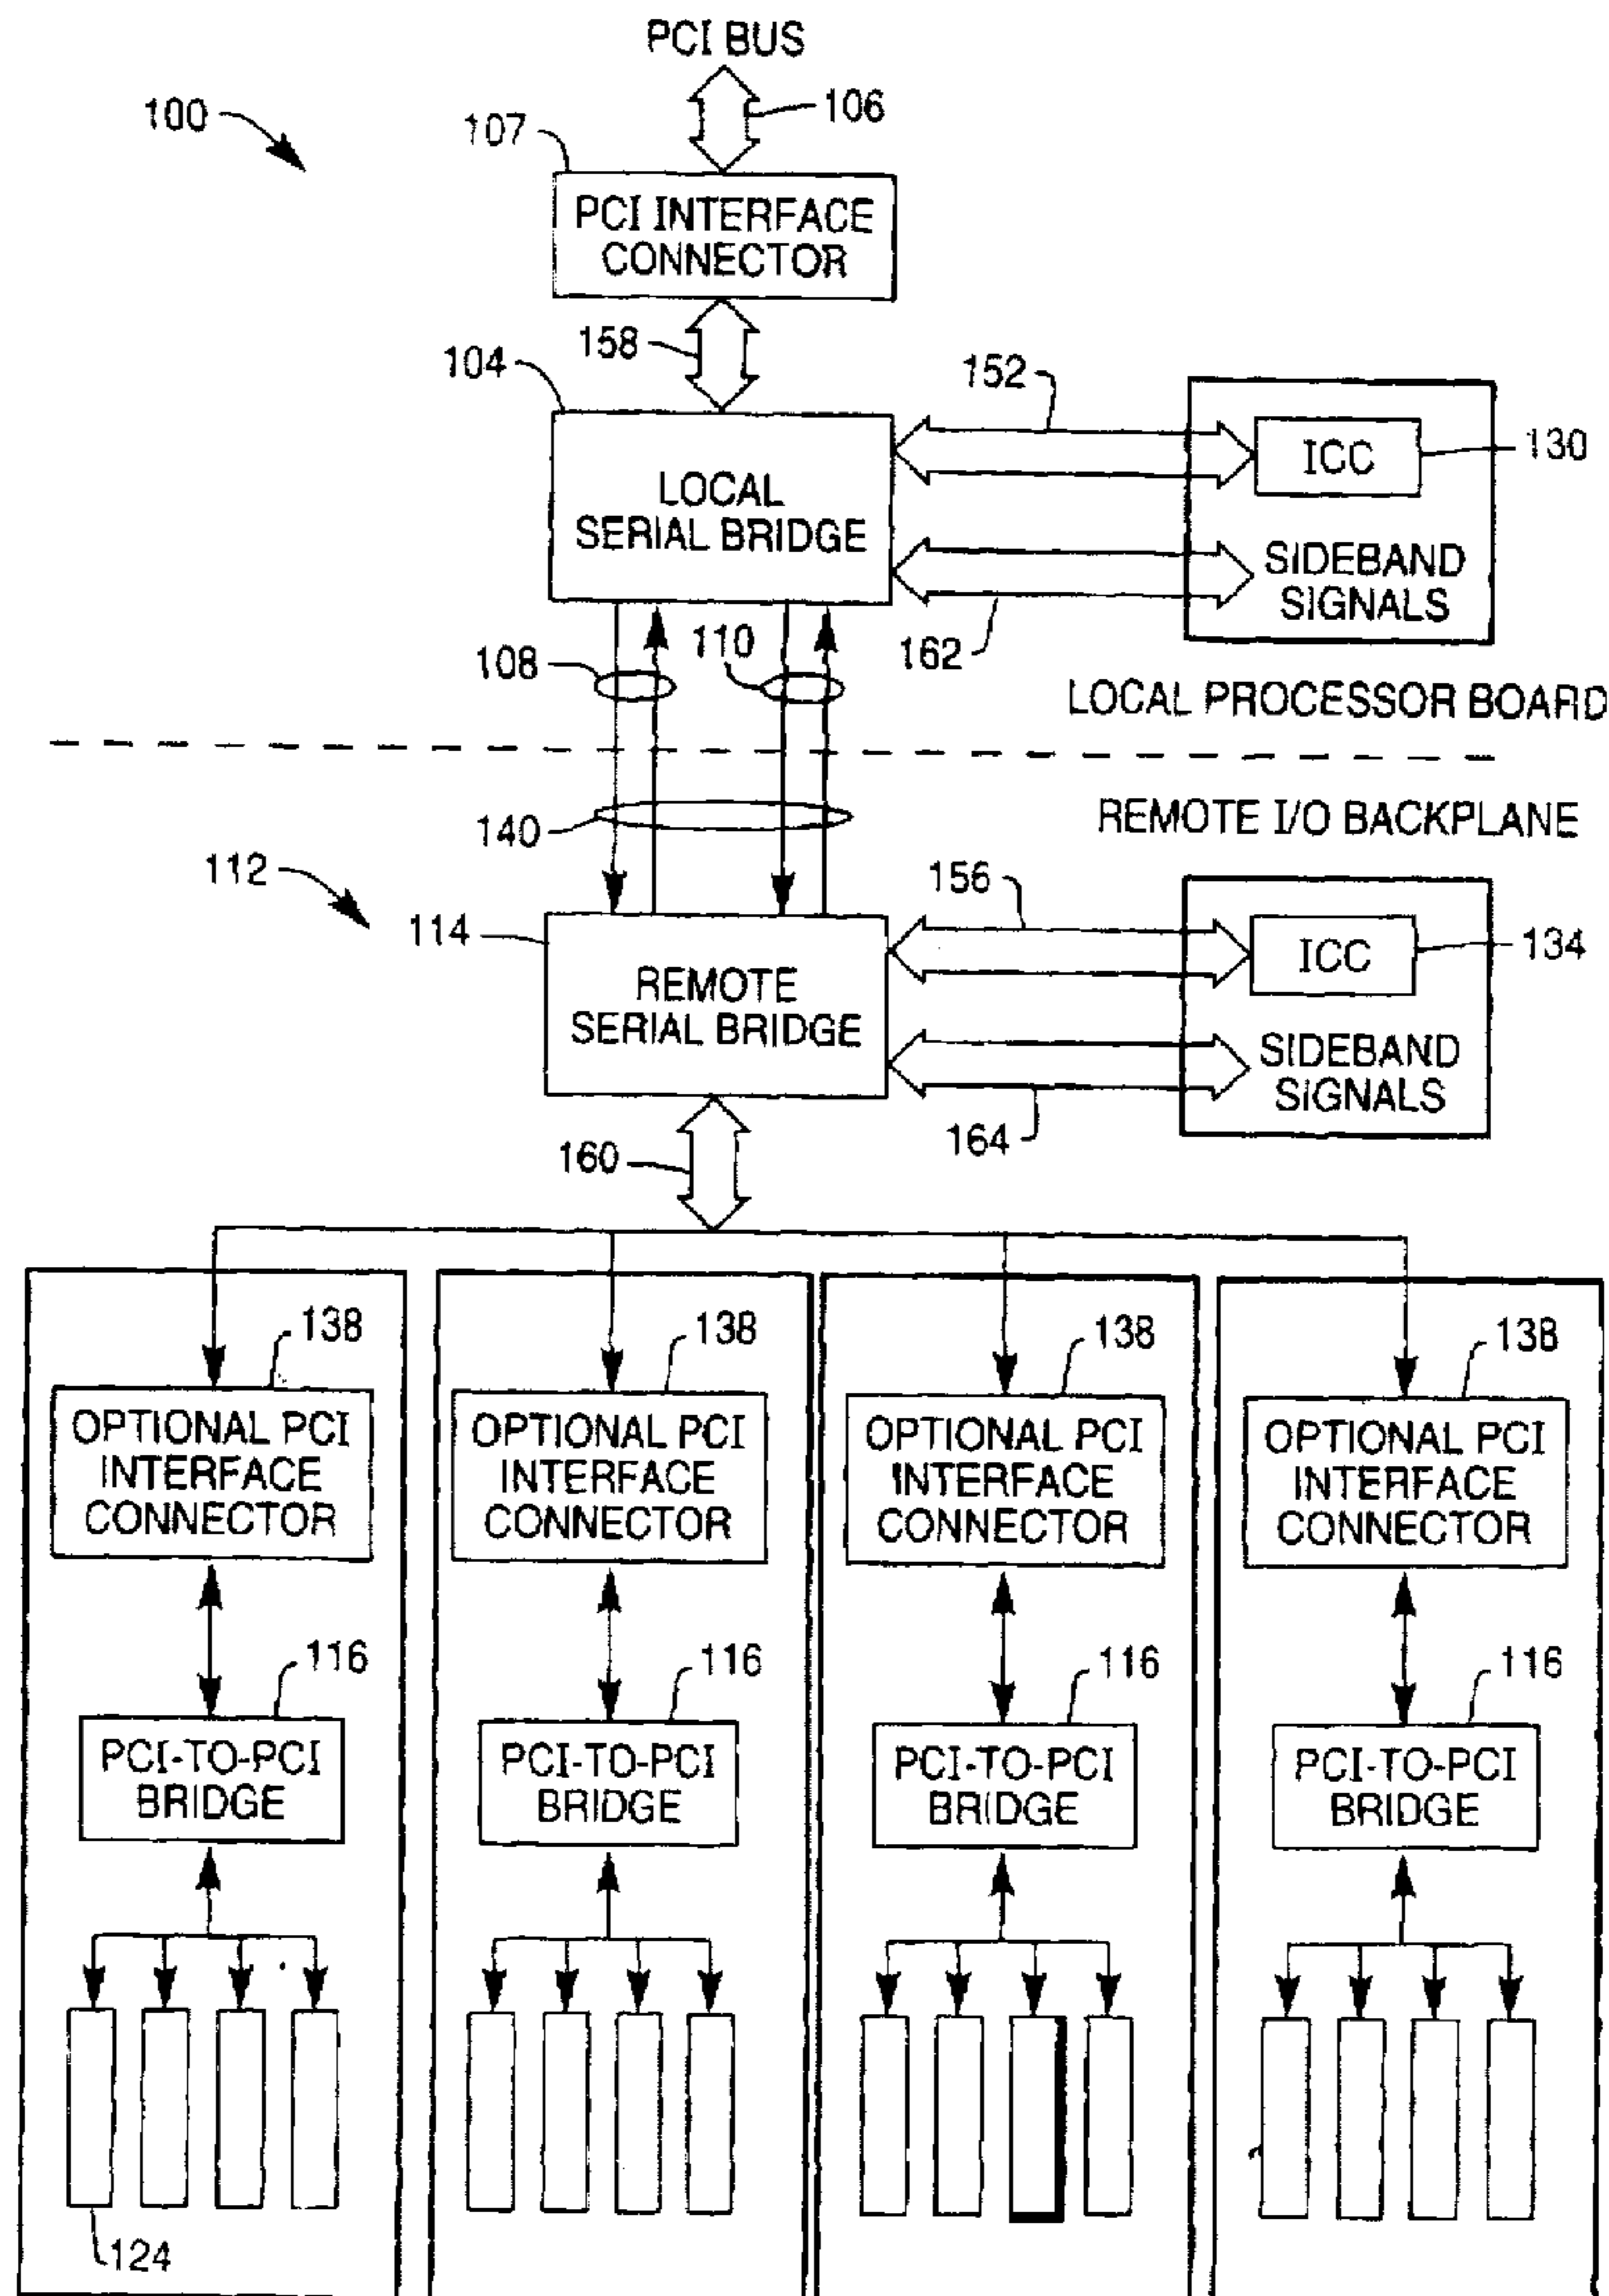 PCI BUS
100
106
107
PCI INTERFACE
CONNECTOR
158
104
152
LOCAL
SERIAL BRIDGE
ICC
130
SIDEBAND
SIGNALS
108
110
162
LOCAL PROCESSOR BOARD
REMOTE I/O BACKPLANE
140
112
156
114
REMOTE
SERIAL BRIDGE
ICC
134
SIDEBAND
SIGNALS
160
164
138
138
138
138
OPTIONAL PCI
INTERFACE
CONNECTOR
OPTIONAL PCI
INTERFACE
CONNECTOR
OPTIONAL PCI
INTERFACE
CONNECTOR
OPTIONAL PCI
INTERFACE
CONNECTOR
116
116
116
116
PCI-TO-PCI
BRIDGE
PCI-TO-PCI
BRIDGE
PCI-TO-PCI
BRIDGE
PCI-TO-PCI
BRIDGE
124